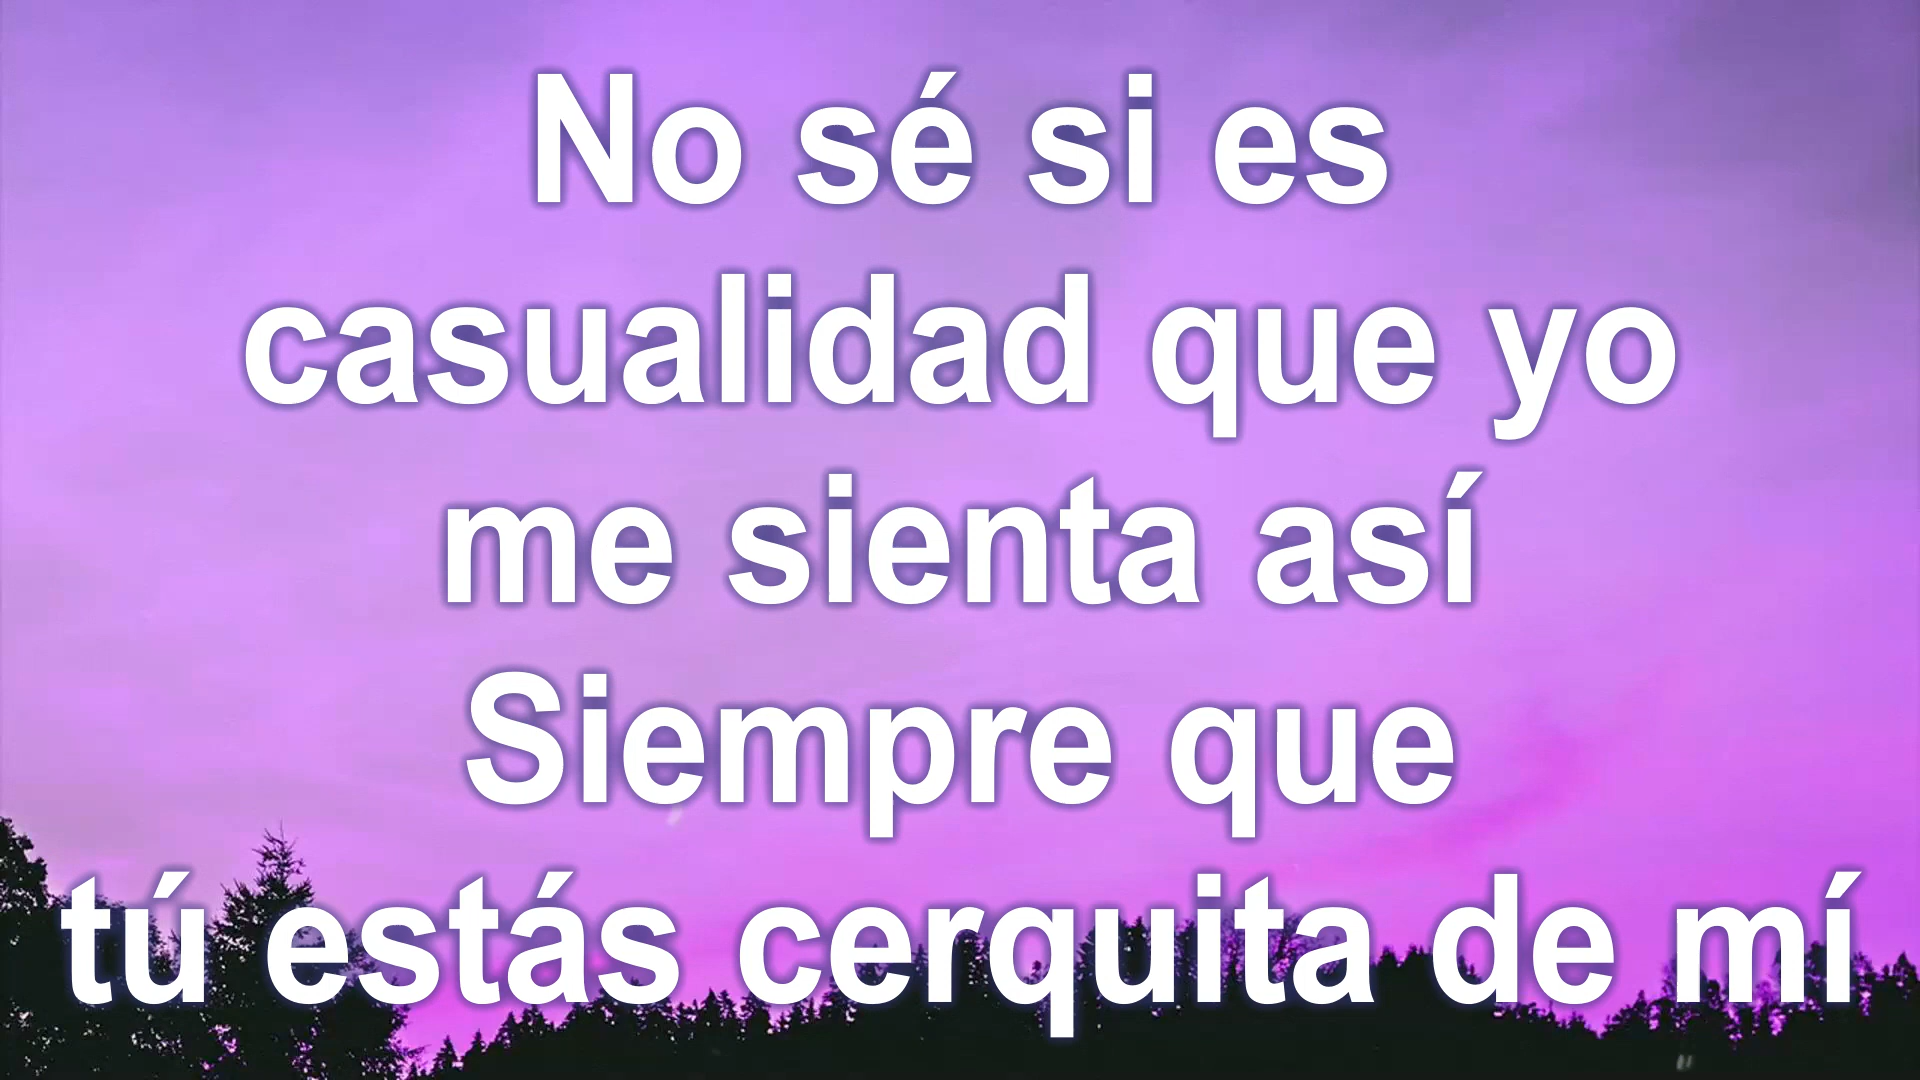 No sé si es
casualidad que yo
me sienta así
Siempre que
tú estás cerquita de mí